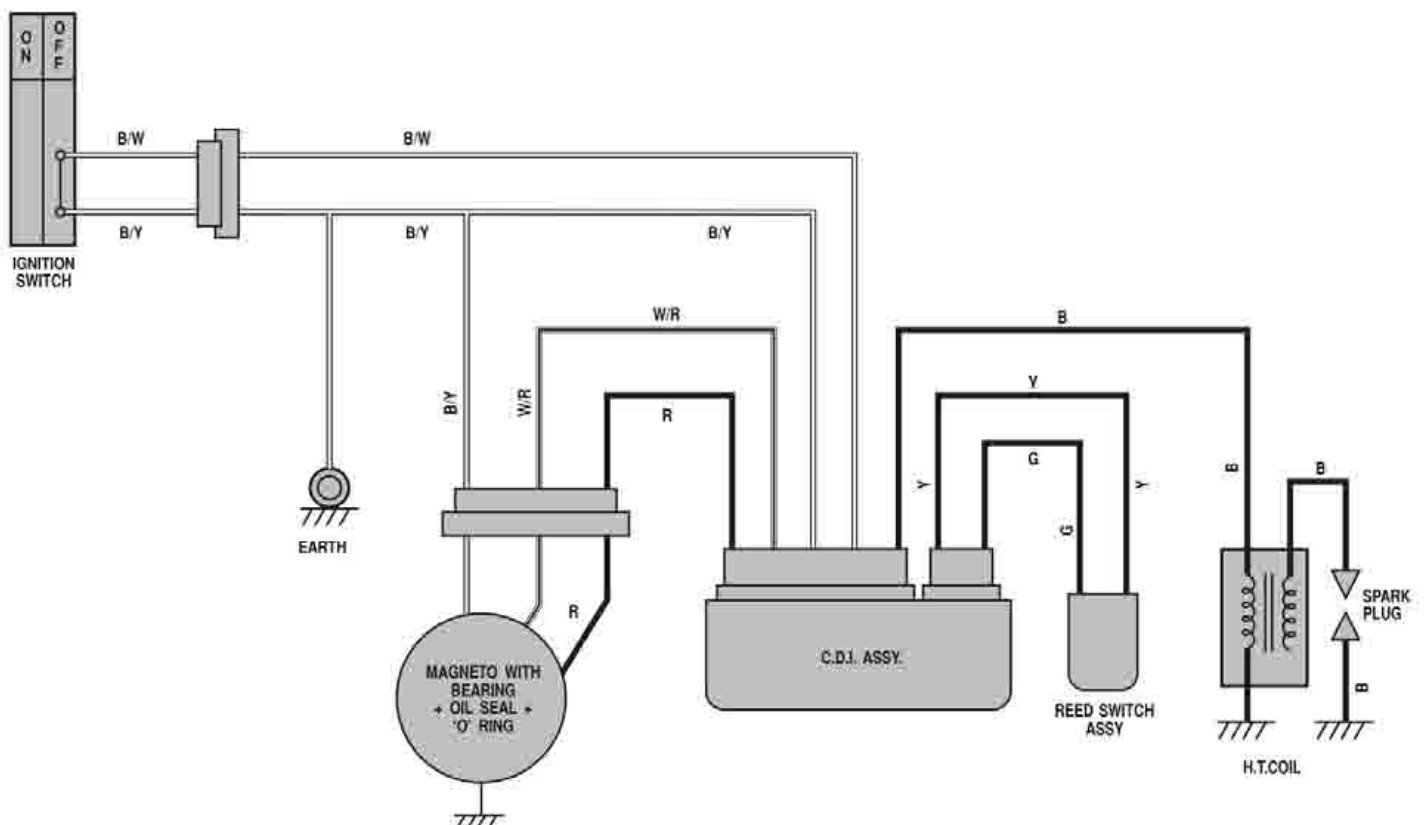 ON
OFF
B/W
B/W
B/Y
B/Y
B/Y
IGNITION
SWITCH
W/R
B
B/Y
W/R
R
Y
G
Y
Y
B
B
G
EARTH
R
MAGNETO WITH
BEARING
+ OIL SEAL +
'O' RING
C.D.I. ASSY.
REED SWITCH
ASSY
SPARK
PLUG
B
H.T.COIL